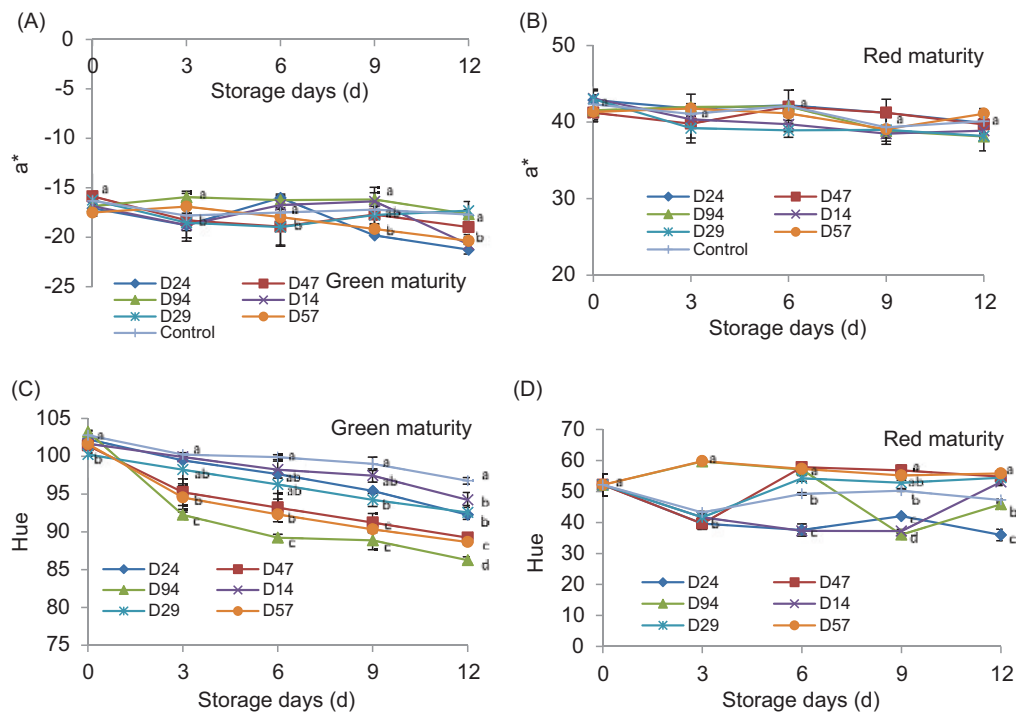 (A)
0
0 3 6 9 12
Storage days (d)
-5
-10
a*
-15
a a a a
a b ab a
-20
b b
-25
Green maturity
D24 D47
D94 D14
D29 D57
Control
(B)
50
Red maturity
a a a a a
40
a*
30
D24 D47
D94 D14
D29 D57
Control
20
0 3 6 9 12
Storage days (d)
(C)
105
Green maturity
a a a a a
100
b ab ab ab b
95
Hue
b b c b
90
c c c c
d
85
D24 D47
D94 D14
D29 D57
80
75
0 3 6 9 12
Storage days (d)
(D)
70
Red maturity
60
a a a a a
50
ab
b b b
40
b c c c
d
Hue
30
D24 D47
20
D94 D14
10
D29 D57
0
0 3 6 9 12
Storage days (d)